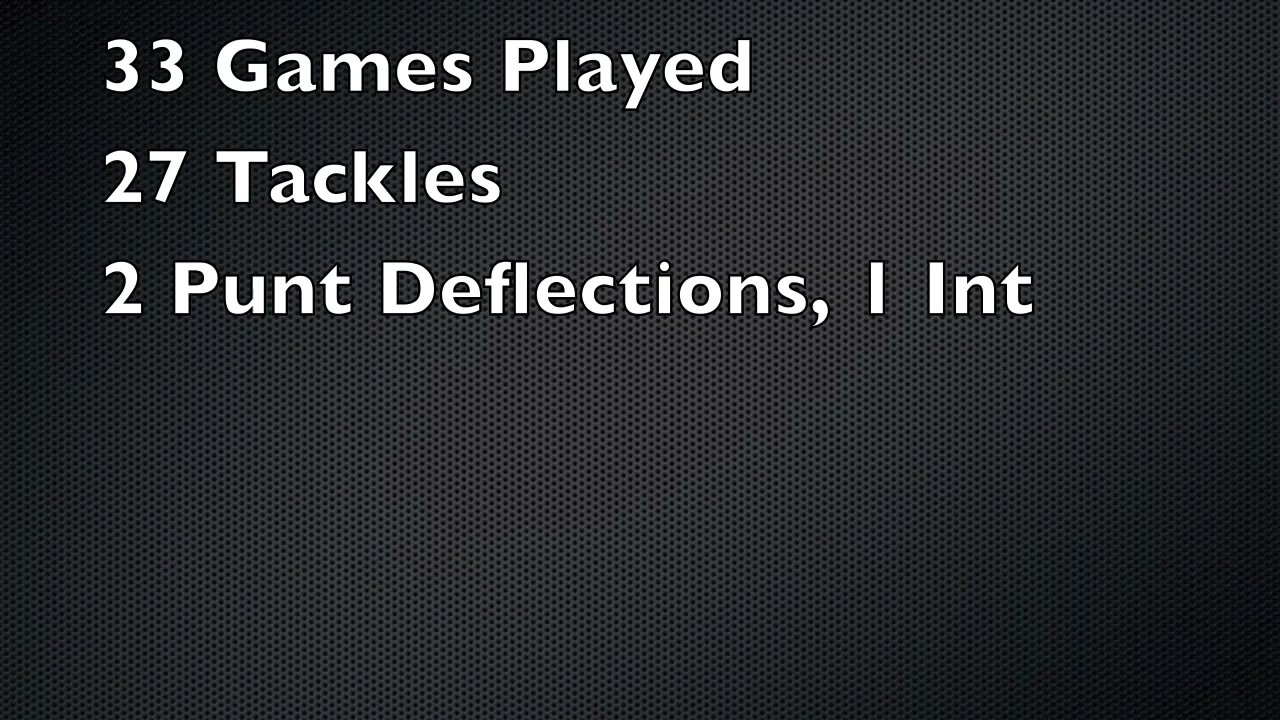 33 Games Played
27 Tackles
2 Punt Deflections, 1 Int